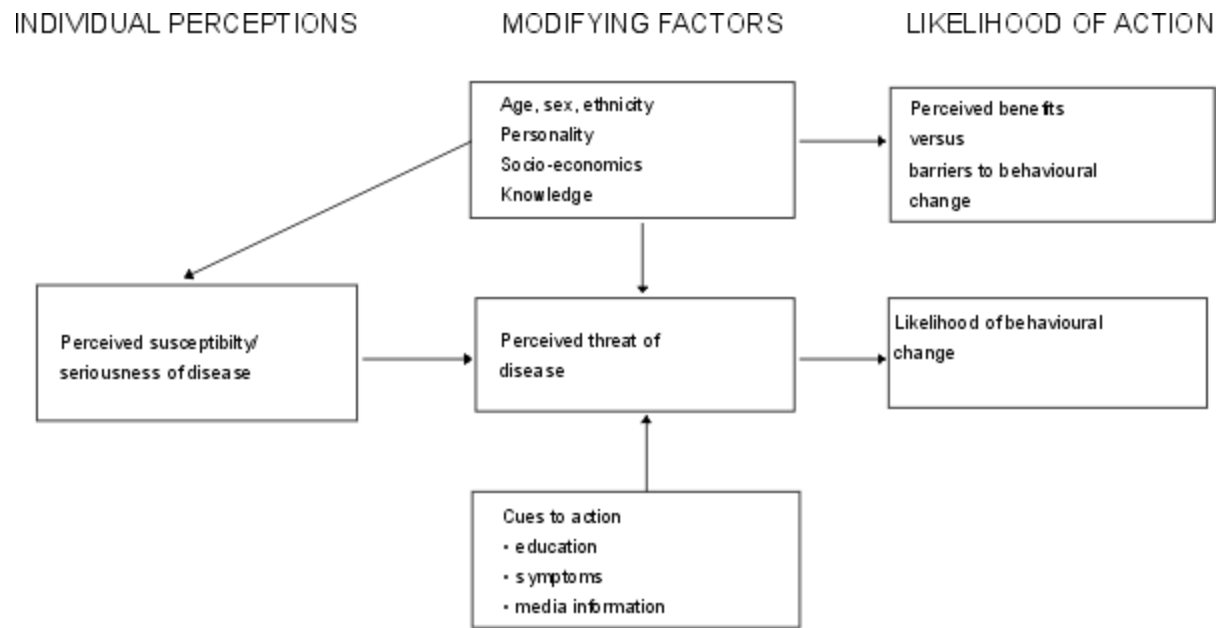 INDIVIDUAL PERCEPTIONS
MODIFYING FACTORS
LIKELIHOOD OF ACTION
Age, sex, ethnicity
Personality
Socio-economics
Knowledge
Perceived benefits
versus
barriers to behavioural
change
Perceived susceptibilty/
seriousness of disease
Perceived threat of
disease
Likelihood of behavioural
change
Cues to action
• education
• symptoms
• media information